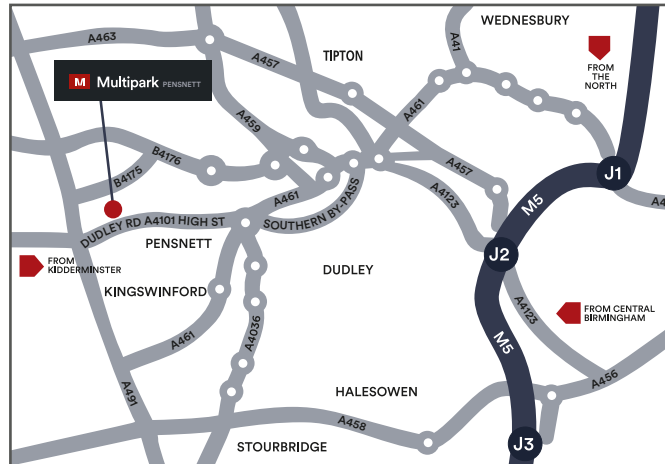 WEDNESBURY
A463
A41
TIPTON
A457
FROM
THE
NORTH
M Multipark PENSNETT
A461
A459
B4176
A457
J1
B4175
A461
A4123
M5
A4
DUDLEY RD A4101 HIGH ST
SOUTHERN BY-PASS
PENSNETT
J2
FROM
KIDDERMINSTER
DUDLEY
KINGSWINFORD
A4123
FROM CENTRAL
BIRMINGHAM
A461
A4036
M5
A456
A491
HALESOWEN
A458
STOURBRIDGE
J3